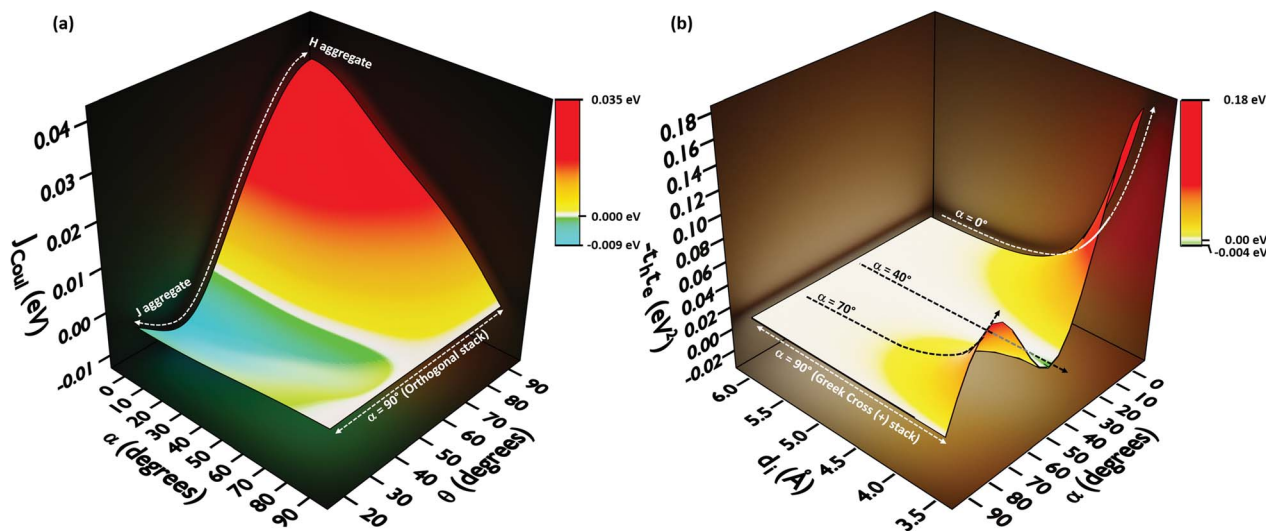 (a)
H aggregate
J aggregate
α = 90° (Orthogonal stack)
0.04
0.03
0.02
0.01
0.00
-0.01
J Coul (eV)
0
10
20
30
40
50
60
70
80
90
α (degrees)
20
30
40
50
60
70
80
90
θ (degrees)
0.035 eV
0.000 eV
-0.009 eV
(b)
α = 0°
α = 40°
α = 70°
α = 90° (Greek Cross (+) stack)
0.18
0.16
0.14
0.12
0.10
0.08
0.06
0.04
0.02
0.00
-0.02
-thte (eV²)
6.0
5.5
5.0
4.5
4.0
3.5
di (Å)
0
10
20
30
40
50
60
70
80
90
α (degrees)
0.18 eV
0.00 eV
-0.004 eV